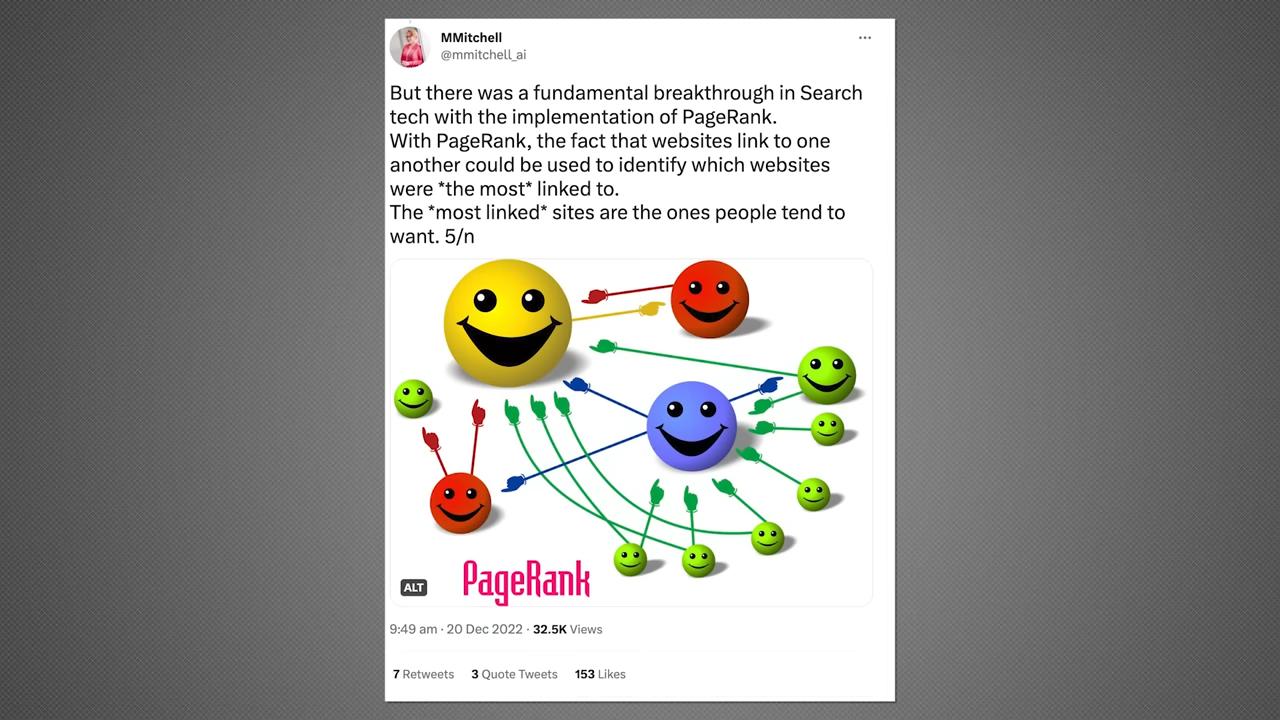 MMitchell
@mmitchell_ai
But there was a fundamental breakthrough in Search
tech with the implementation of PageRank.
With PageRank, the fact that websites link to one
another could be used to identify which websites
were *the most* linked to.
The *most linked* sites are the ones people tend to
want. 5/n
ALT
PageRank
9:49 am · 20 Dec 2022 · 32.5K Views
7 Retweets 3 Quote Tweets 153 Likes